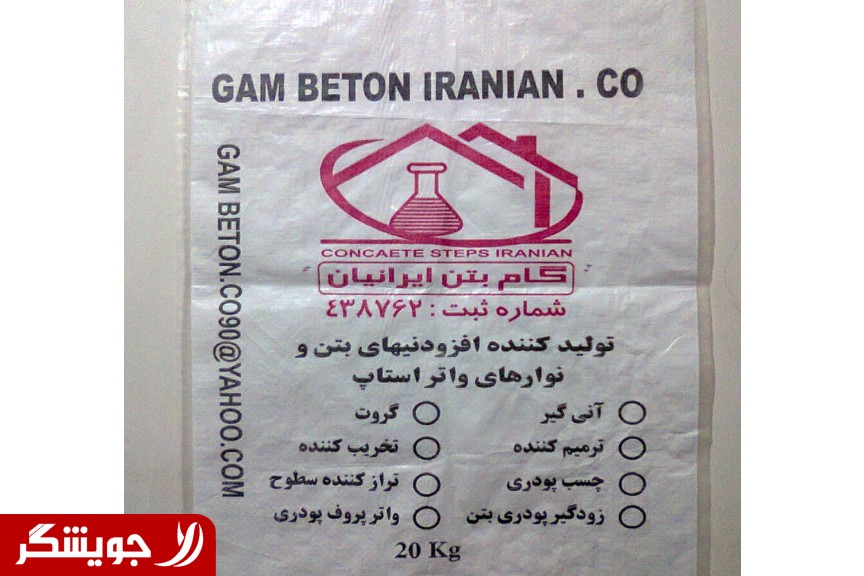 GAM BETON IRANIAN . CO
GAM BETON.CO90@YAHOO.COM
CONCAETE STEPS IRANIAN
گام بتن ایرانیان
شماره ثبت : ۴۳۸۷۶۲
تولید کننده افزودنیهای بتن و
نوارهای واتر استاپ
آنی گیر گروت
ترمیم کننده تخریب کننده
چسب پودری تراز کننده سطوح
زودگیر پودری بتن واتر پروف پودری
20 Kg
جویشگر